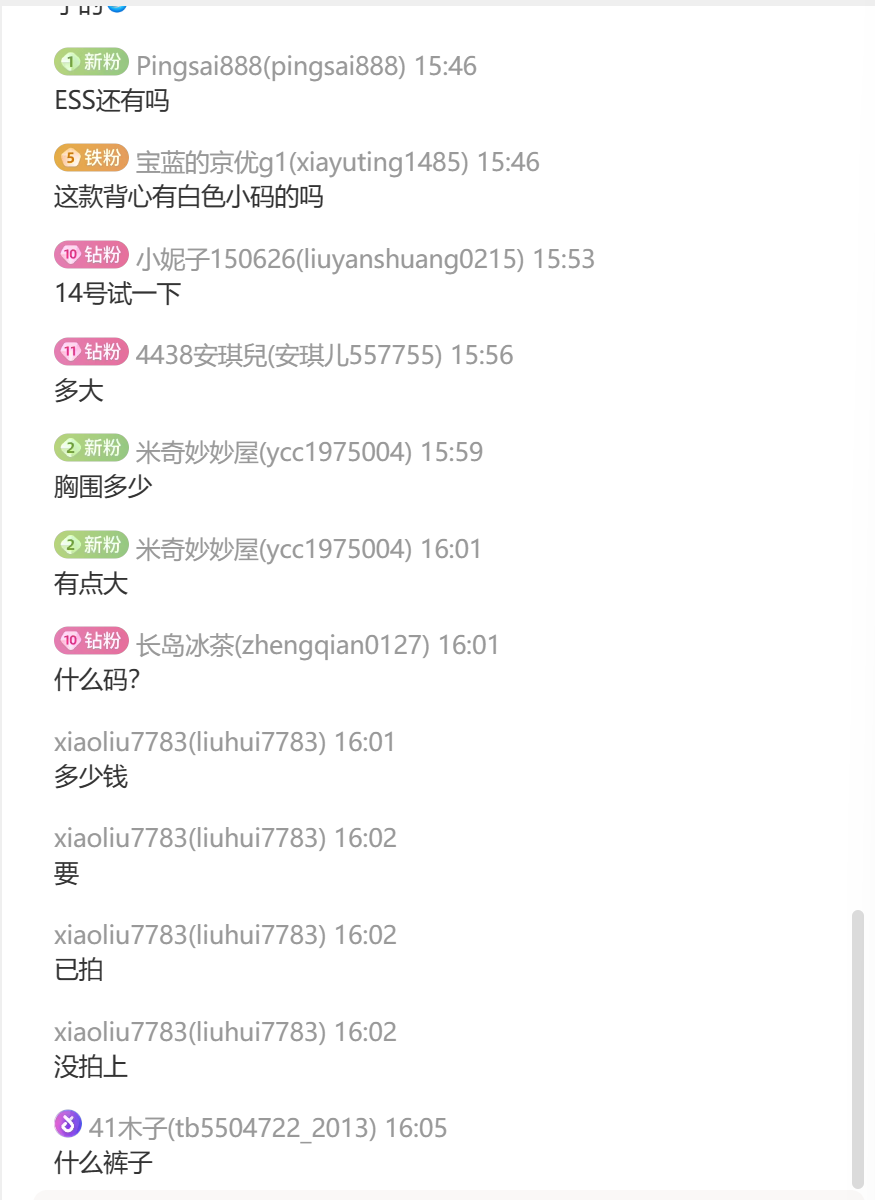 1 新粉 Pingsai888(pingsai888) 15:46
ESS还有吗
5 铁粉 宝蓝的京优g1(xiayuting1485) 15:46
这款背心有白色小码的吗
10 钻粉 小妮子150626(liuyanshuang0215) 15:53
14号试一下
11 钻粉 4438安琪兒(安琪儿557755) 15:56
多大
2 新粉 米奇妙妙屋(ycc1975004) 15:59
胸围多少
2 新粉 米奇妙妙屋(ycc1975004) 16:01
有点大
10 钻粉 长岛冰茶(zhengqian0127) 16:01
什么码?
xiaoliu7783(liuhui7783) 16:01
多少钱
xiaoliu7783(liuhui7783) 16:02
要
xiaoliu7783(liuhui7783) 16:02
已拍
xiaoliu7783(liuhui7783) 16:02
没拍上
41木子(tb5504722_2013) 16:05
什么裤子